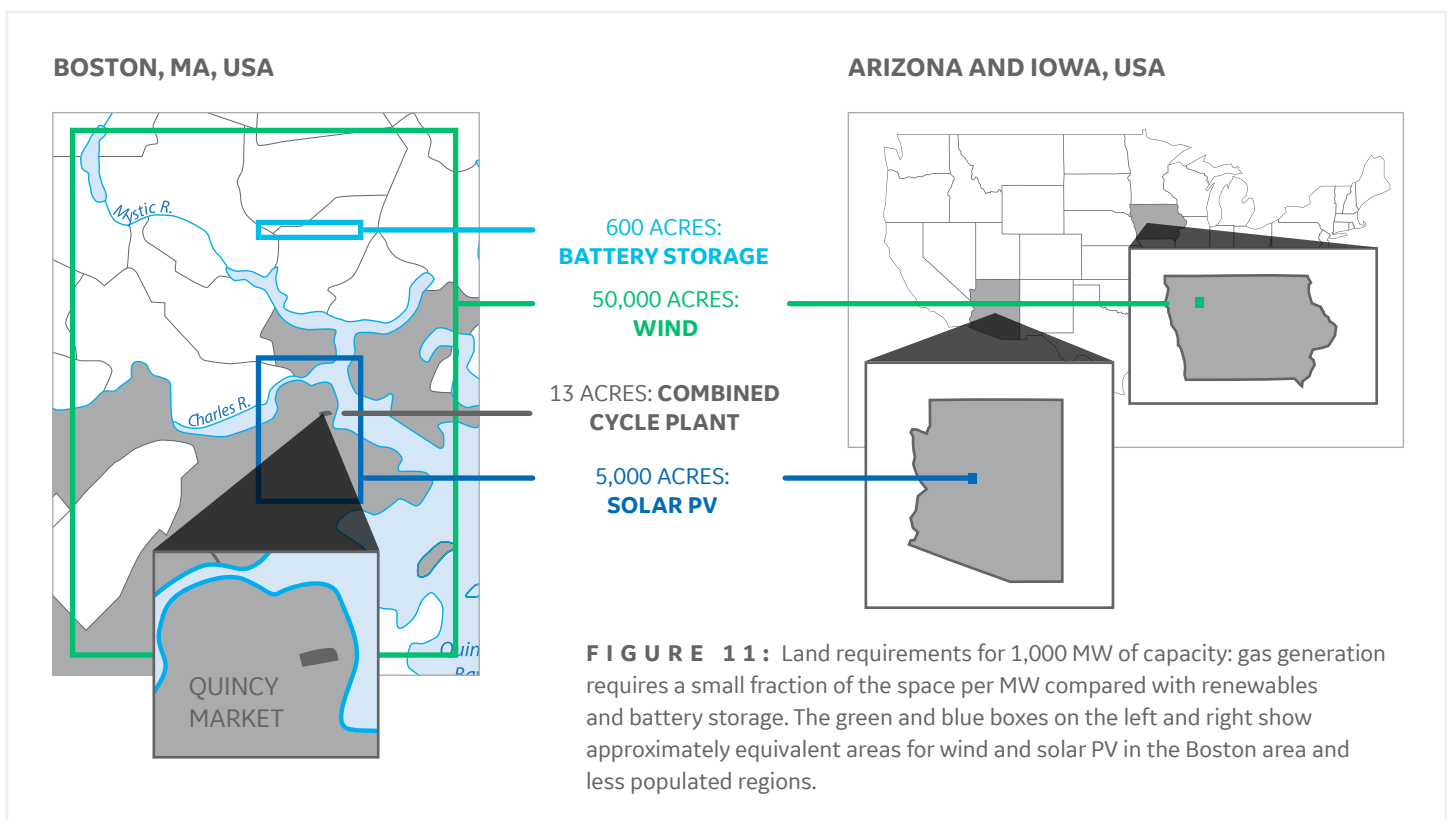 BOSTON, MA, USA
Mystic R.
Charles R.
QUINCY
MARKET
600 ACRES:
BATTERY STORAGE
50,000 ACRES:
WIND
13 ACRES: COMBINED
CYCLE PLANT
5,000 ACRES:
SOLAR PV
ARIZONA AND IOWA, USA
FIGURE 11: Land requirements for 1,000 MW of capacity: gas generation
requires a small fraction of the space per MW compared with renewables
and battery storage. The green and blue boxes on the left and right show
approximately equivalent areas for wind and solar PV in the Boston area and
less populated regions.